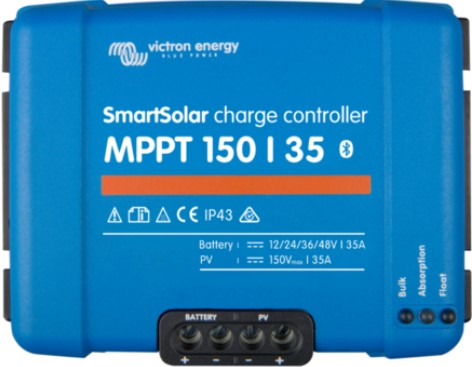 victron energy
BLUE POWER
SmartSolar charge controller
MPPT 150 | 35
CE IP43
Battery | 12/24/36/48V | 35A
PV | 150Vmax | 35A
Bulk
Absorption
Float
BATTERY PV
+ - - +